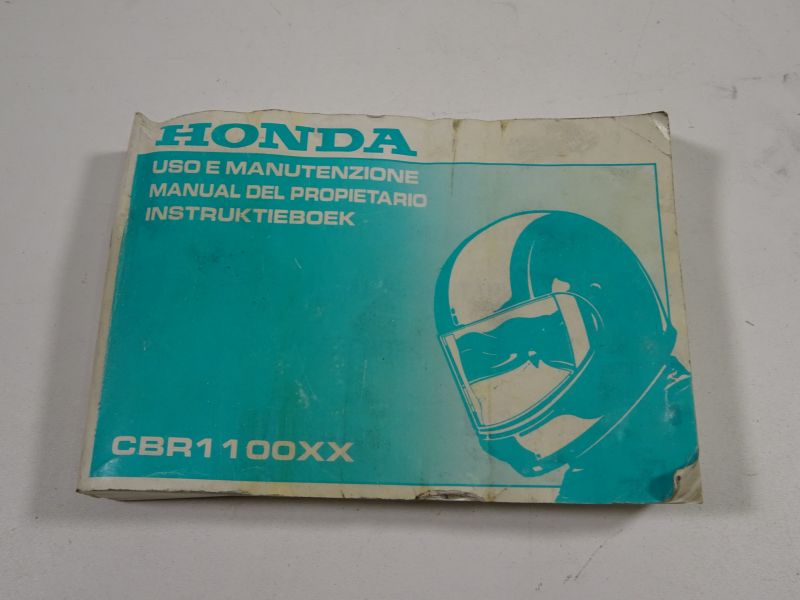 HONDA
USO E MANUTENZIONE
MANUAL DEL PROPIETARIO
INSTRUKTIEBOEK
CBR1100XX